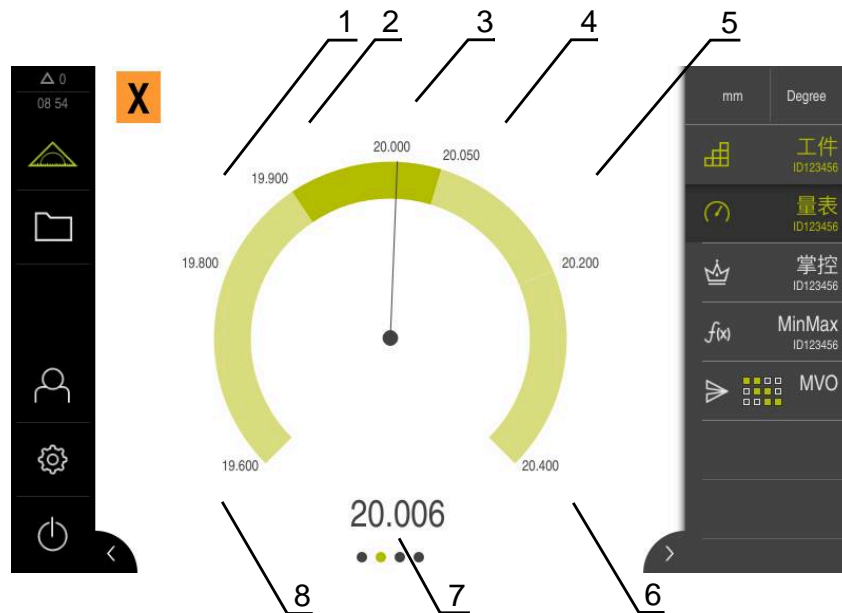 1 2 3 4 5
0
08 54
X
mm Degree
工件
ID123456
量表
ID123456
掌控
ID123456
f(x) MinMax
ID123456
MVO
20.000
20.050
19.900
19.800
20.200
19.600
20.400
20.006
8 7 6